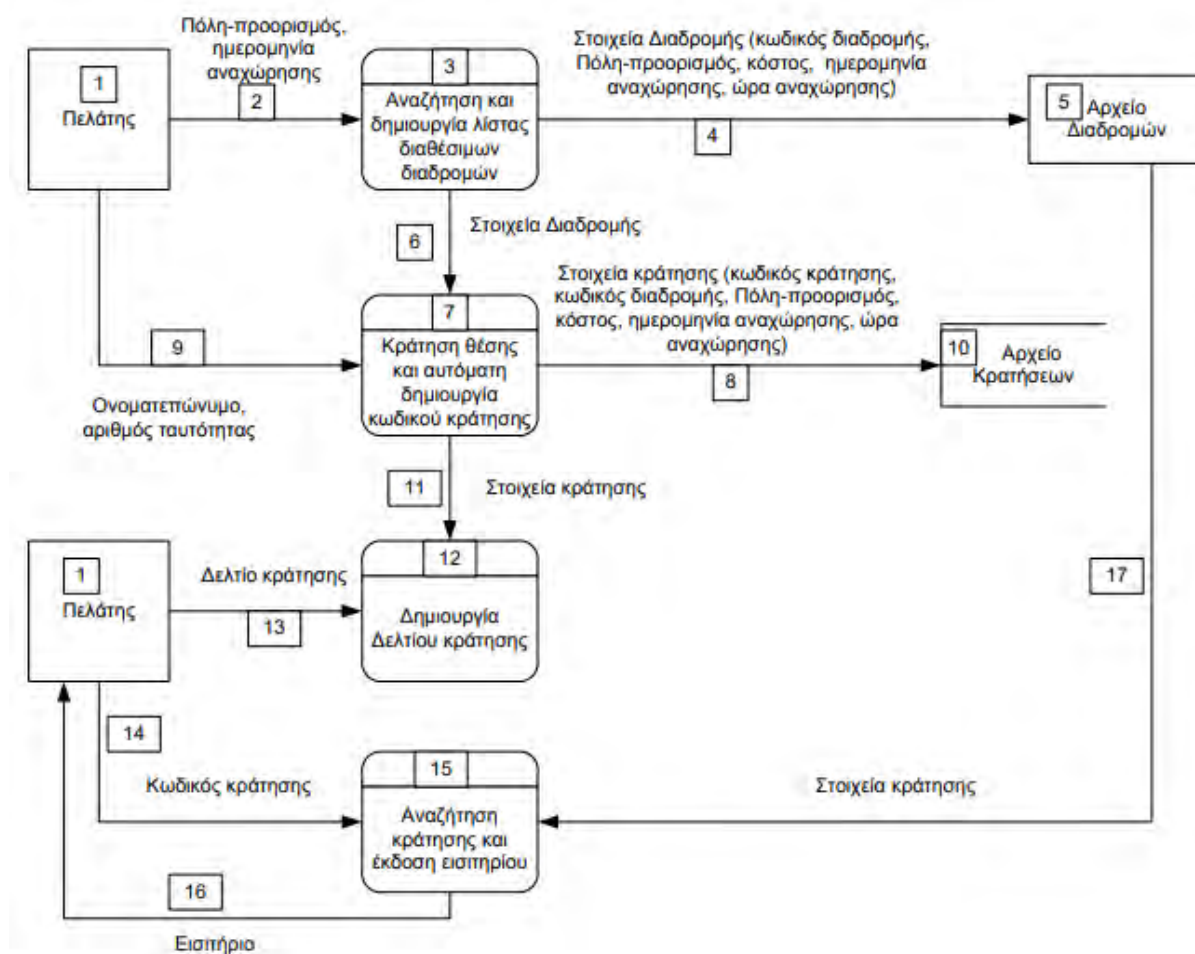 Πόλη-προορισμός,
ημερομηνία
αναχώρησης
1
Πελάτης
2
3
Αναζήτηση και
δημιουργία λίστας
διαθέσιμων
διαδρομών
Στοιχεία Διαδρομής (κωδικός διαδρομής,
Πόλη-προορισμός, κόστος, ημερομηνία
αναχώρησης, ώρα αναχώρησης)
4
5
Αρχείο
Διαδρομών
6
Στοιχεία Διαδρομής
7
Κράτηση θέσης
και αυτόματη
δημιουργία
κωδικού κράτησης
Στοιχεία κράτησης (κωδικός κράτησης,
κωδικός διαδρομής, Πόλη-προορισμός,
κόστος, ημερομηνία αναχώρησης, ώρα
αναχώρησης)
8
9
Ονοματεπώνυμο,
αριθμός ταυτότητας
10
Αρχείο
Κρατήσεων
11
Στοιχεία κράτησης
1
Πελάτης
Δελτίο κράτησης
13
12
Δημιουργία
Δελτίου κράτησης
17
14
Κωδικός κράτησης
15
Αναζήτηση
κράτησης και
έκδοση εισιτηρίου
Στοιχεία κράτησης
16
Εισιτήριο